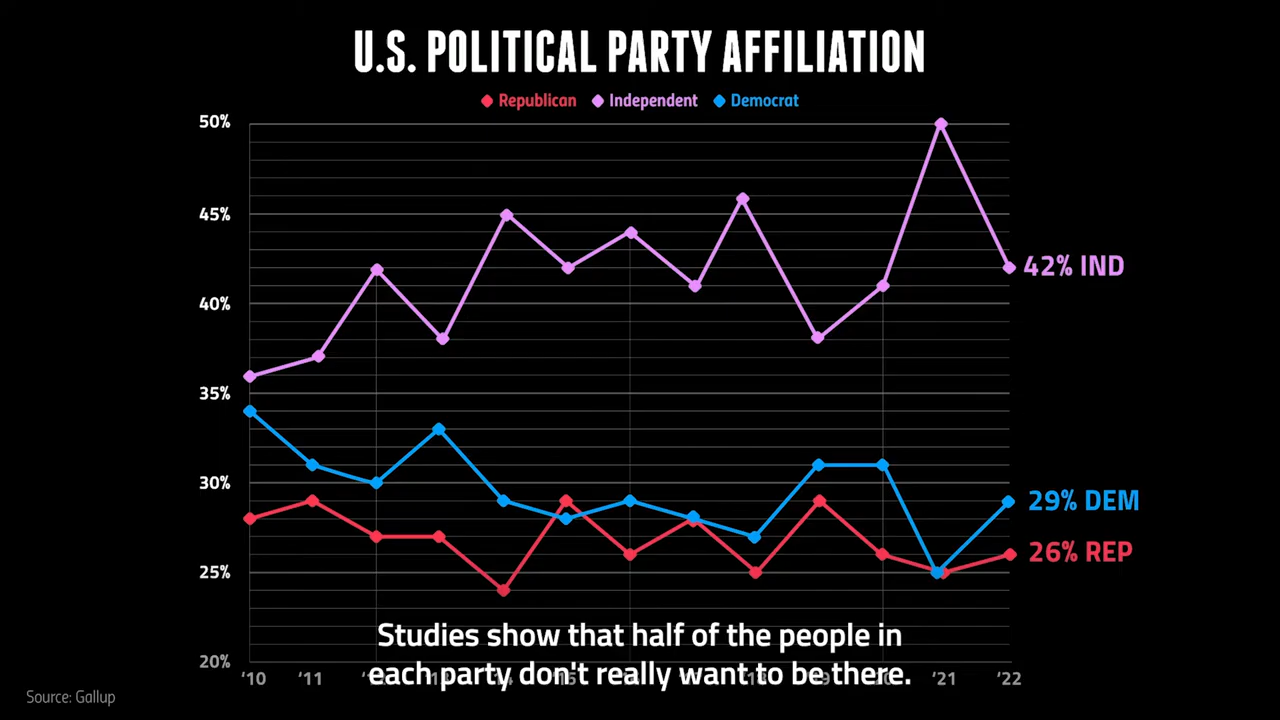 U.S. POLITICAL PARTY AFFILIATION
Republican Independent Democrat
50%
45%
42% IND
40%
35%
30%
29% DEM
26% REP
25%
Studies show that half of the people in
each party don't really want to be there.
20%
'10 '11 '21 '22
Source: Gallup